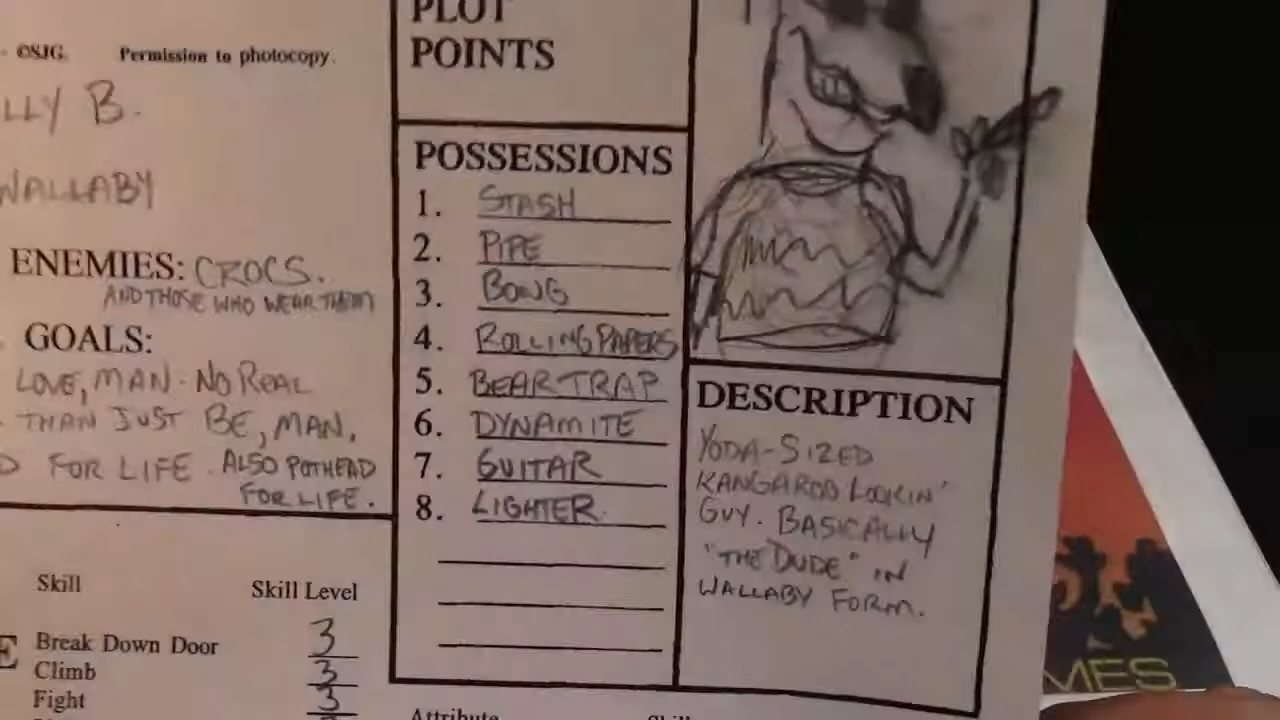 ©SJG. Permission to photocopy.
LLY B.
WALLABY
ENEMIES: CROCS.
AND THOSE WHO WEAR THEM
GOALS:
LOVE, MAN. NO REAL
THAN JUST BE, MAN,
D FOR LIFE. ALSO POTHEAD
FOR LIFE.
Skill Skill Level
E
Break Down Door 3
Climb 3
Fight 3
PLOT
POINTS
POSSESSIONS
1. STASH
2. PIPE
3. BONG
4. ROLLING PAPERS
5. BEAR TRAP
6. DYNAMITE
7. GUITAR
8. LIGHTER
Attribute
DESCRIPTION
YODA-SIZED
KANGAROO LOOKIN'
GUY. BASICALLY
"THE DUDE" IN
WALLABY FORM.
MES